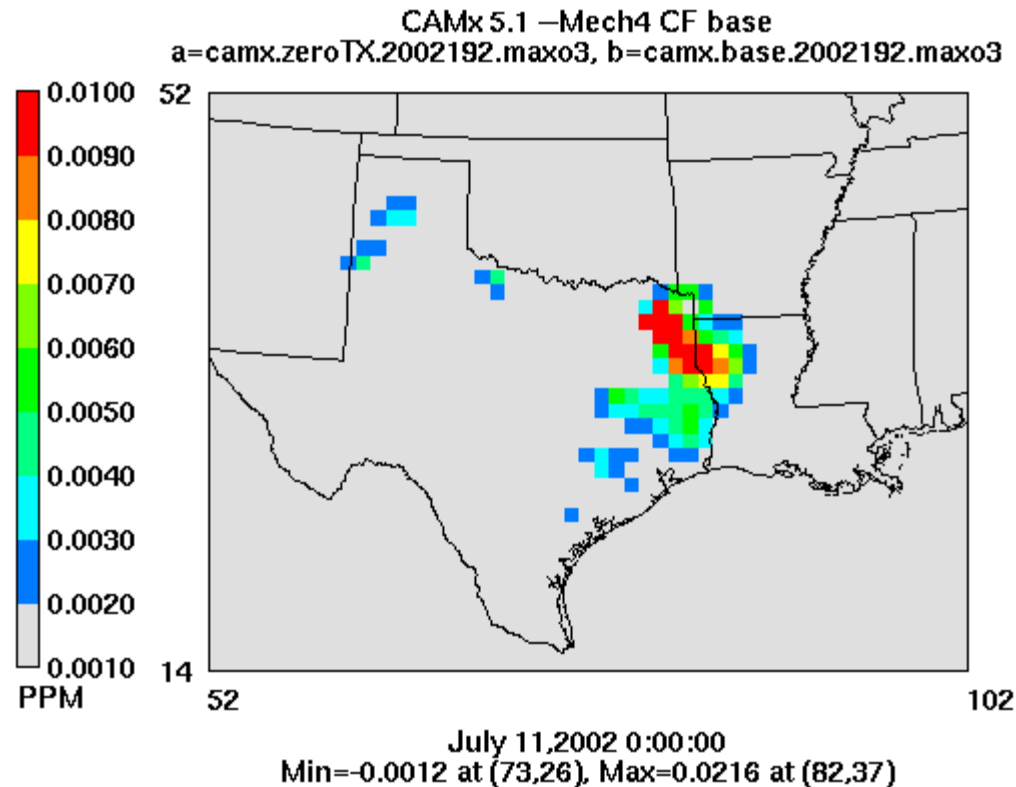 CAMx 5.1 —Mech4 CF base
a=camx.zeroTX.2002192.maxo3, b=camx.base.2002192.maxo3
0.0100
0.0090
0.0080
0.0070
0.0060
0.0050
0.0040
0.0030
0.0020
0.0010
PPM
52
14
52
102
July 11,2002 0:00:00
Min=-0.0012 at (73,26), Max=0.0216 at (82,37)